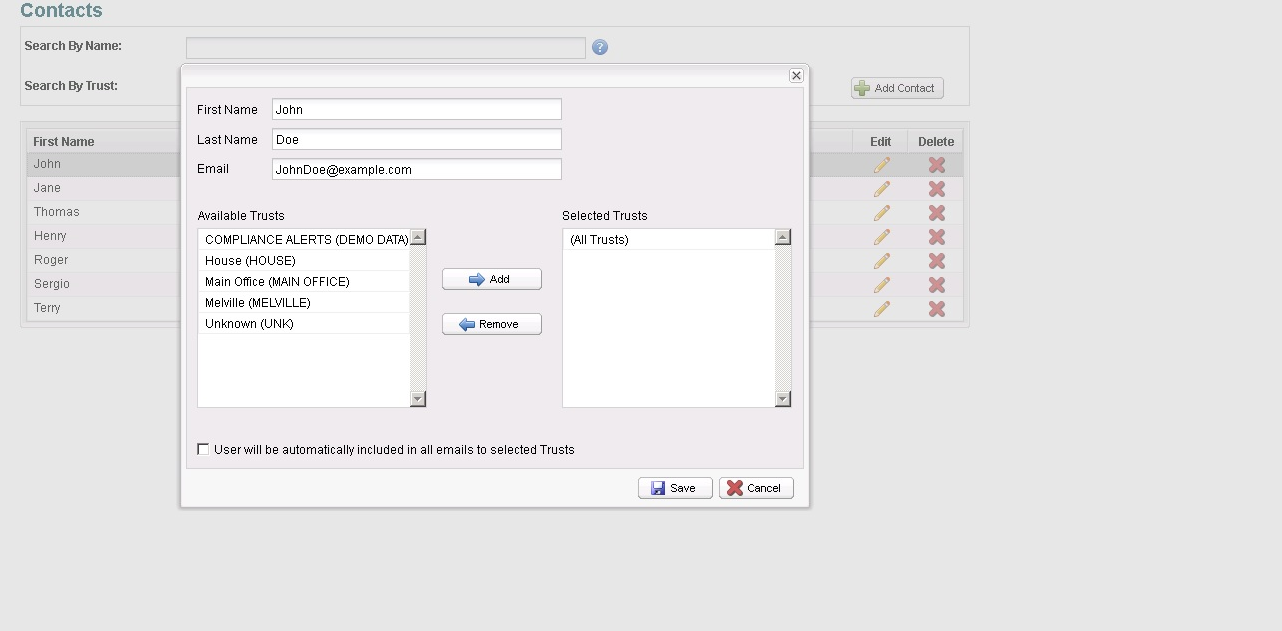 Contacts
Search By Name:
?
Search By Trust:
Add Contact
First Name
Edit
Delete
John
Jane
Thomas
Henry
Roger
Sergio
Terry
First Name
John
Last Name
Doe
Email
JohnDoe@example.com
Available Trusts
COMPLIANCE ALERTS (DEMO DATA)
House (HOUSE)
Main Office (MAIN OFFICE)
Melville (MELVILLE)
Unknown (UNK)
Add
Remove
Selected Trusts
(All Trusts)
User will be automatically included in all emails to selected Trusts
Save
Cancel